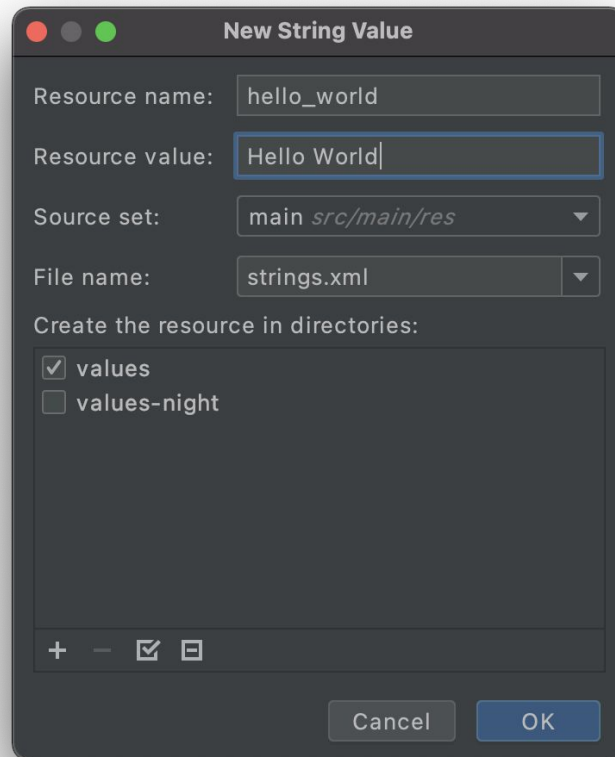 New String Value
Resource name: hello_world
Resource value: Hello World
Source set: main src/main/res
File name: strings.xml
Create the resource in directories:
values
values-night
Cancel OK